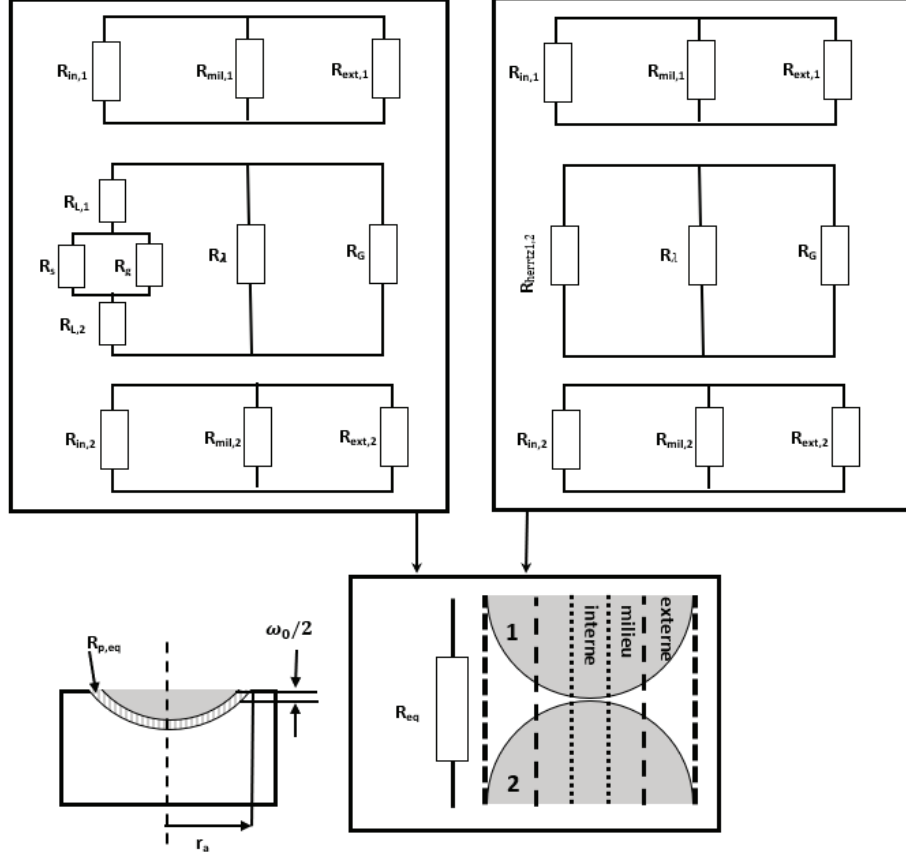 R_in,1
R_mil,1
R_ext,1
R_L,1
R_s
R_g
R_λ
R_G
R_L,2
R_in,2
R_mil,2
R_ext,2
R_in,1
R_mil,1
R_ext,1
R_herrtz1,2
R_λ
R_G
R_in,2
R_mil,2
R_ext,2
R_p,eq
ω₀/2
r_a
R_eq
1
2
interne
milieu
externe